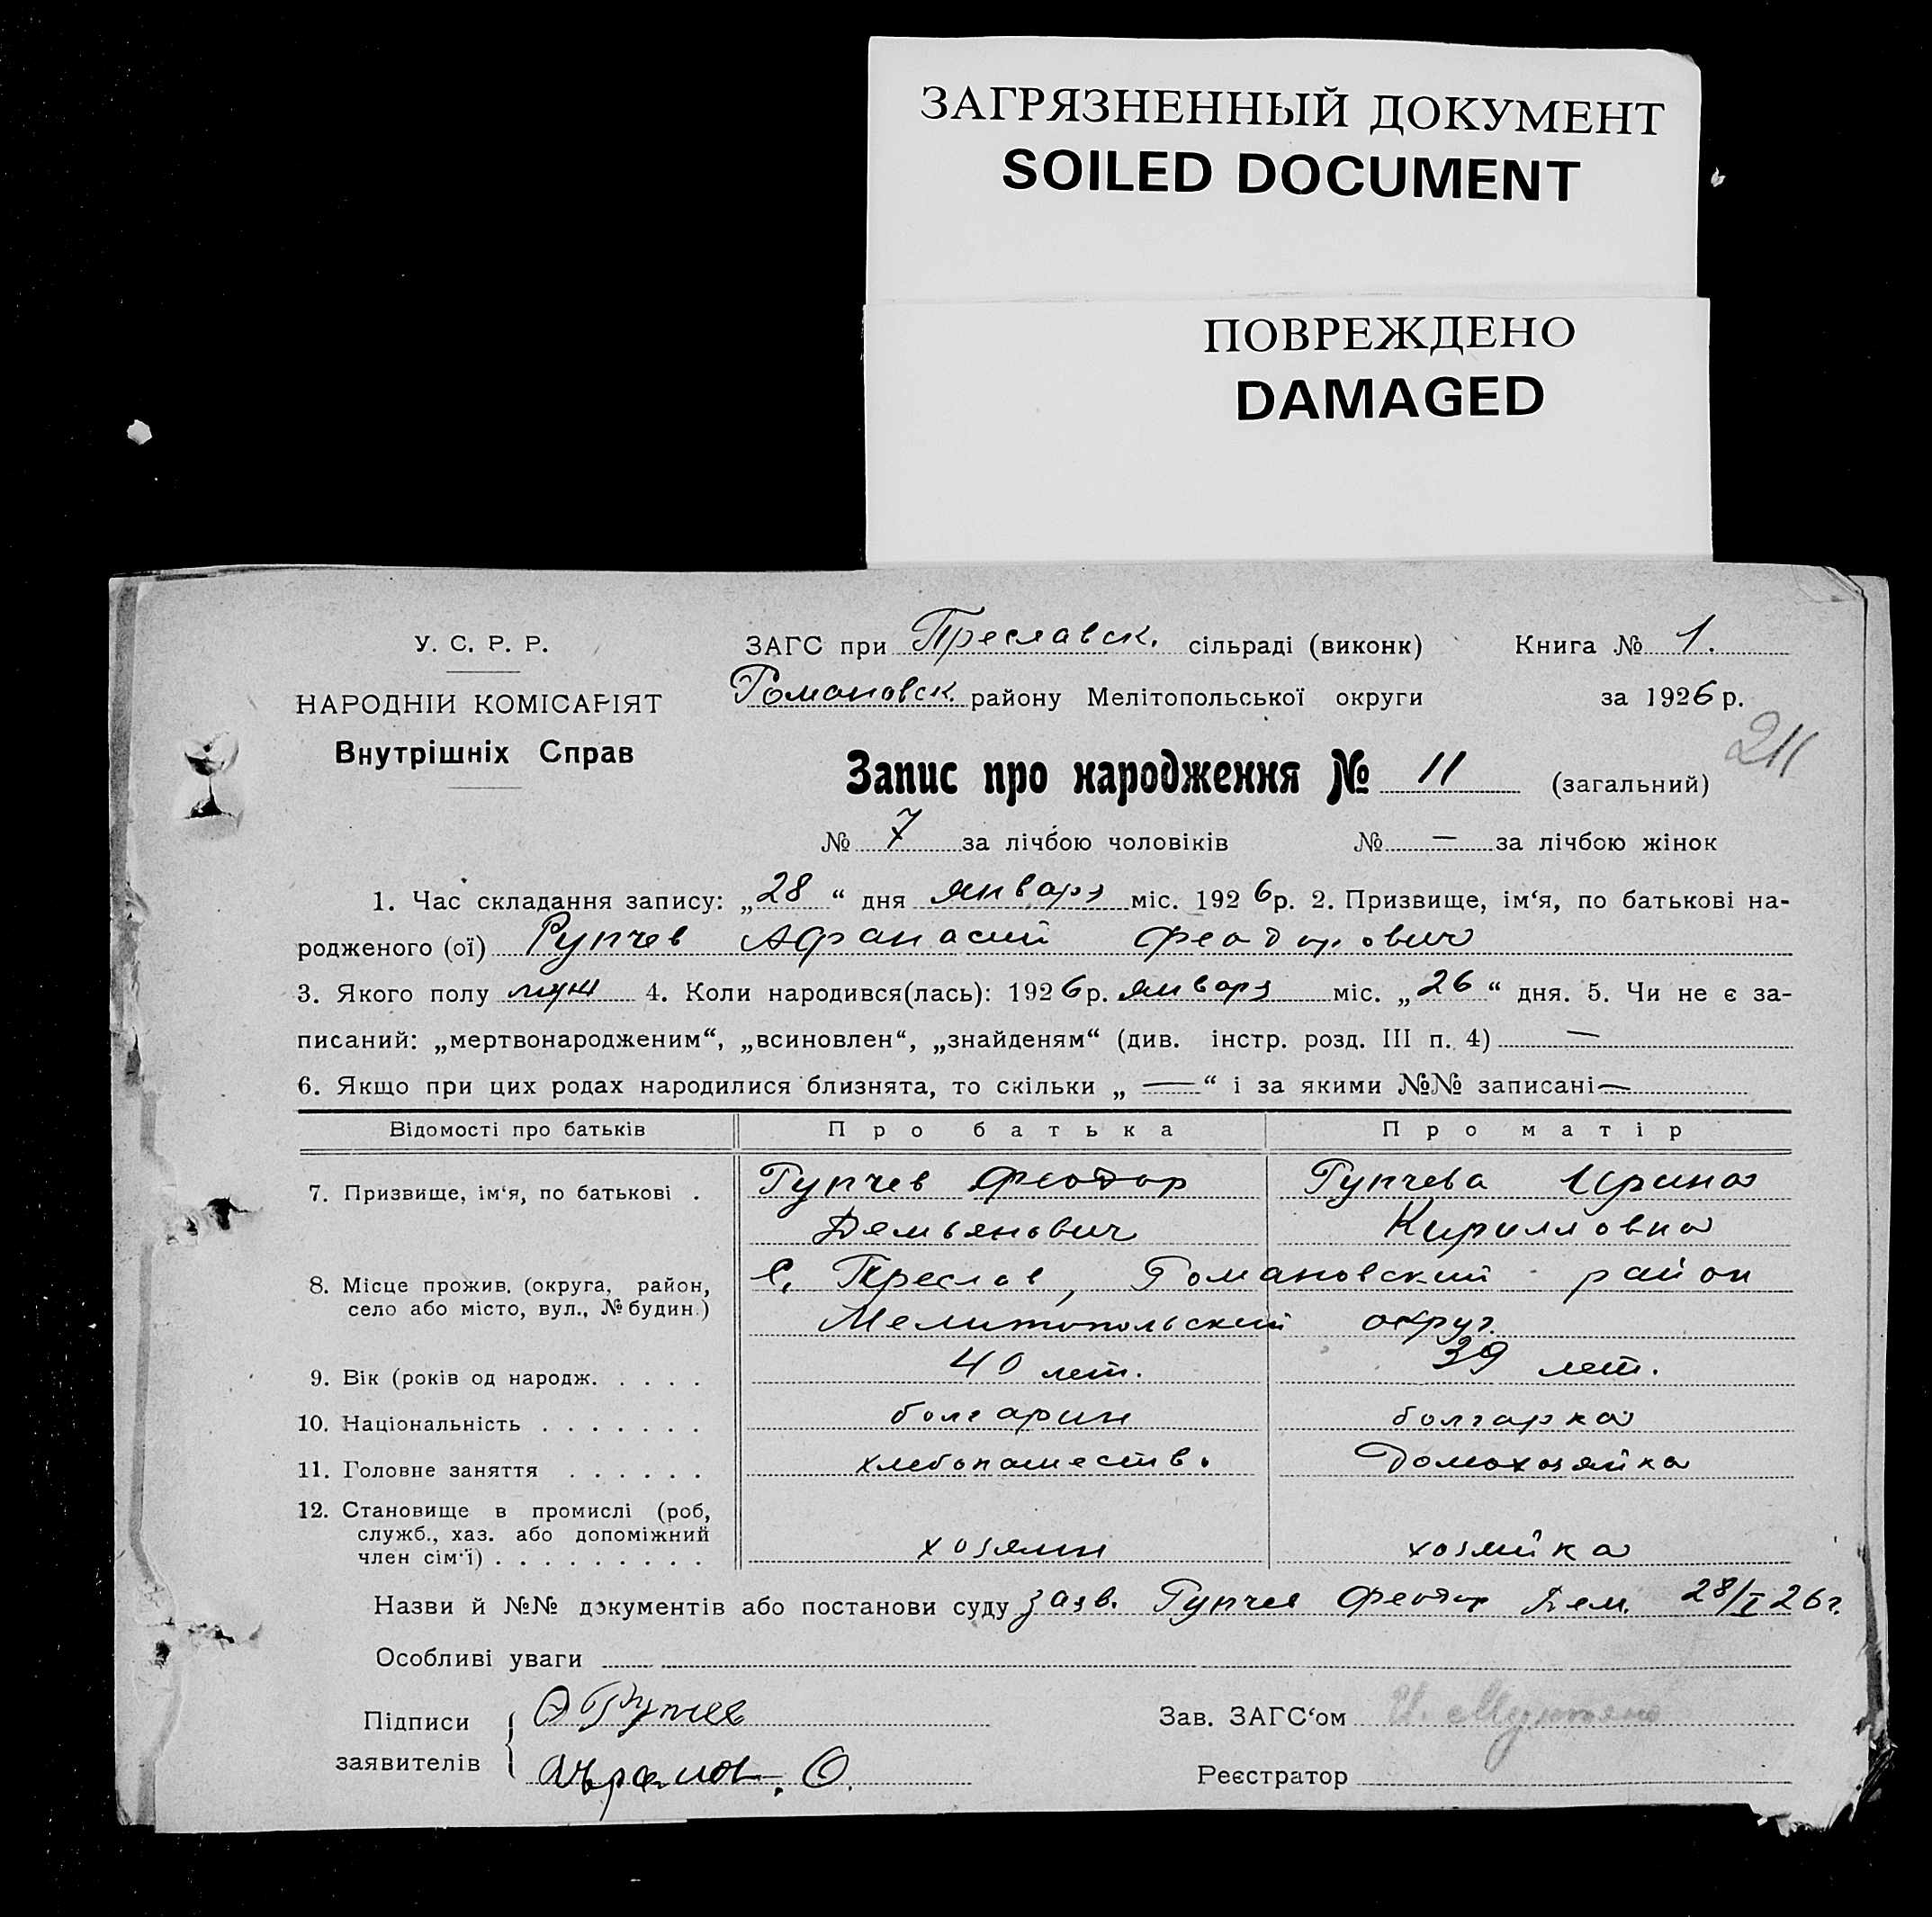 ЗАГРЯЗНЕННЫЙ ДОКУМЕНТ
SOILED DOCUMENT
ПОВРЕЖДЕНО
DAMAGED
У. С. Р. Р.
НАРОДНІЙ КОМІСАРІЯТ
Внутрішніх Справ
ЗАГС при Преславск. сільраді (виконк) Книга № 1.
Романовск. району Мелітопольської округи за 1926 р.
211
Запис про народження № 11 (загальний)
№ 7 за лічбою чоловіків № — за лічбою жінок
1. Час складання запису: „28“ дня января міс. 1926 р. 2. Призвище, ім‘я, по батькові на-
родженого (ої) Рупчев Афанасий Феодорович
3. Якого полу муж 4. Коли народився(лась): 1926 р. января міс. „26“ дня. 5. Чи не є за-
писаний: „мертвонародженим“, „всиновлен“, „знайденям“ (див. інстр. розд. III п. 4) —
6. Якщо при цих родах народилися близнята, то скільки „ — “ і за якими №№ записані —
Відомості про батьків Про батька Про матір
7. Призвище, ім‘я, по батькові . Рупчев Феодор Рупчева Ирина
Демьянович Кирилловна
8. Місце прожив. (округа, район, с. Преслав, Романовский район
село або місто, вул., № будин.) Мелитопольский округ.
9. Вік (років од народж. . . . . 40 лет. 39 лет.
10. Національність . . . . . . . болгарин болгарка
11. Головне заняття . . . . . . хлебопашеств. домохозяйка
12. Становище в промислі (роб,
служб., хаз. або допоміжний
член сім‘ї) . . . . . . . . . хозяин хозяйка
Назви й №№ документів або постанови суду заяв. Рупчев Феодор Дем. 28/I 26 г.
Особливі уваги
Підписи Рупчев Зав. ЗАГС‘ом
заявителів Реєстратор